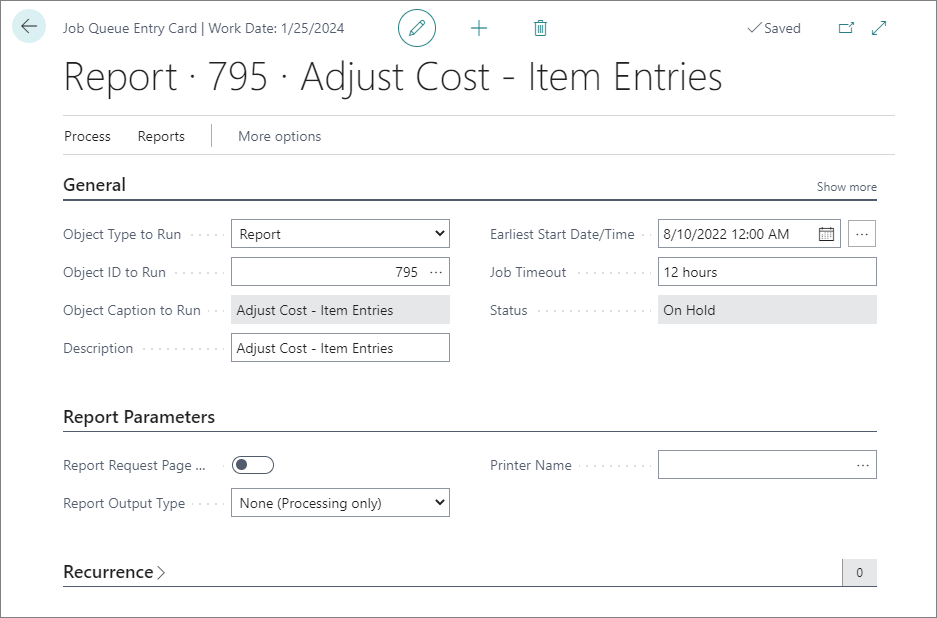 Job Queue Entry Card | Work Date: 1/25/2024
Saved
Report · 795 · Adjust Cost - Item Entries
Process Reports More options
General Show more
Object Type to Run Report
Earliest Start Date/Time 8/10/2022 12:00 AM ...
Object ID to Run 795 ...
Job Timeout 12 hours
Object Caption to Run Adjust Cost - Item Entries
Status On Hold
Description Adjust Cost - Item Entries
Report Parameters
Report Request Page ...
Printer Name ...
Report Output Type None (Processing only)
Recurrence 0